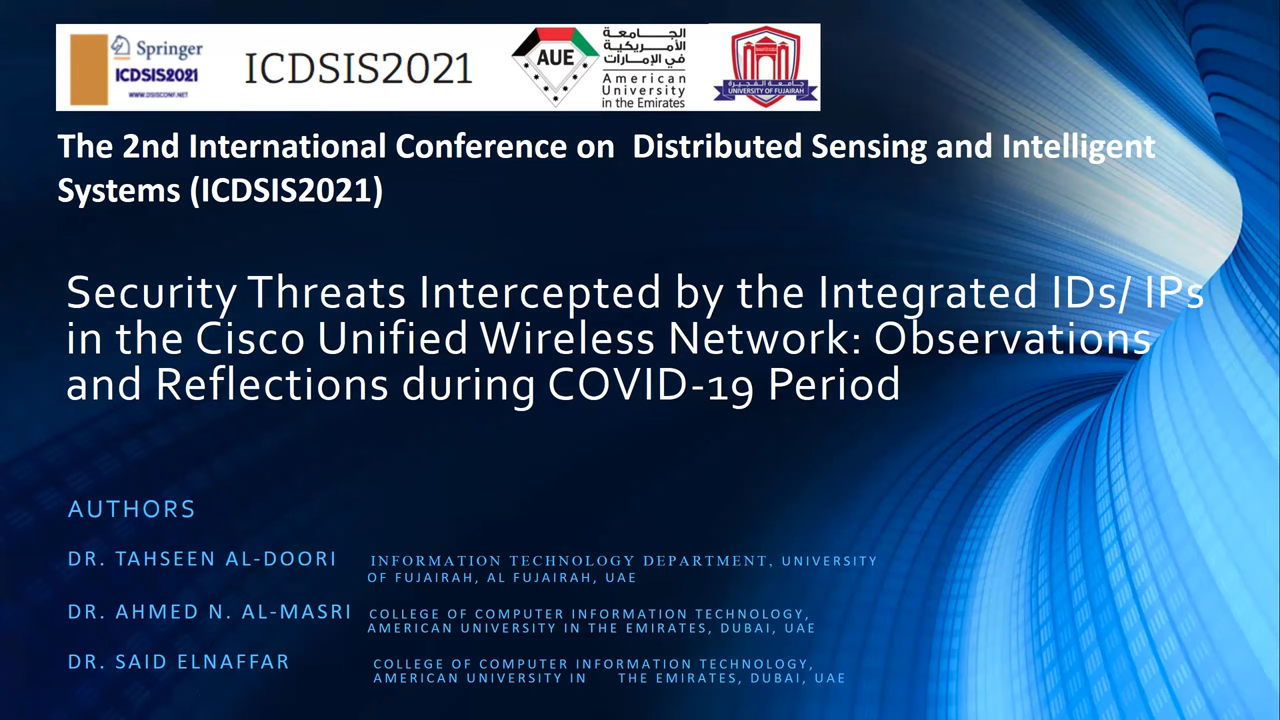 Springer
ICDSIS2021
WWW.DSISCONF.NET
ICDSIS2021
AUE
الجامعة
الأمريكية
في الإمارات
American
University
in the Emirates
جامعة الفجيرة
UNIVERSITY OF FUJAIRAH
The 2nd International Conference on  Distributed Sensing and Intelligent
Systems (ICDSIS2021)
Security Threats Intercepted by the Integrated IDs/ IPs
in the Cisco Unified Wireless Network: Observations
and Reflections during COVID-19 Period
AUTHORS
DR. TAHSEEN AL-DOORI INFORMATION TECHNOLOGY DEPARTMENT, UNIVERSITY
OF FUJAIRAH, AL FUJAIRAH, UAE
DR. AHMED N. AL-MASRI COLLEGE OF COMPUTER INFORMATION TECHNOLOGY,
AMERICAN UNIVERSITY IN THE EMIRATES, DUBAI, UAE
DR. SAID ELNAFFAR COLLEGE OF COMPUTER INFORMATION TECHNOLOGY,
AMERICAN UNIVERSITY IN THE EMIRATES, DUBAI, UAE